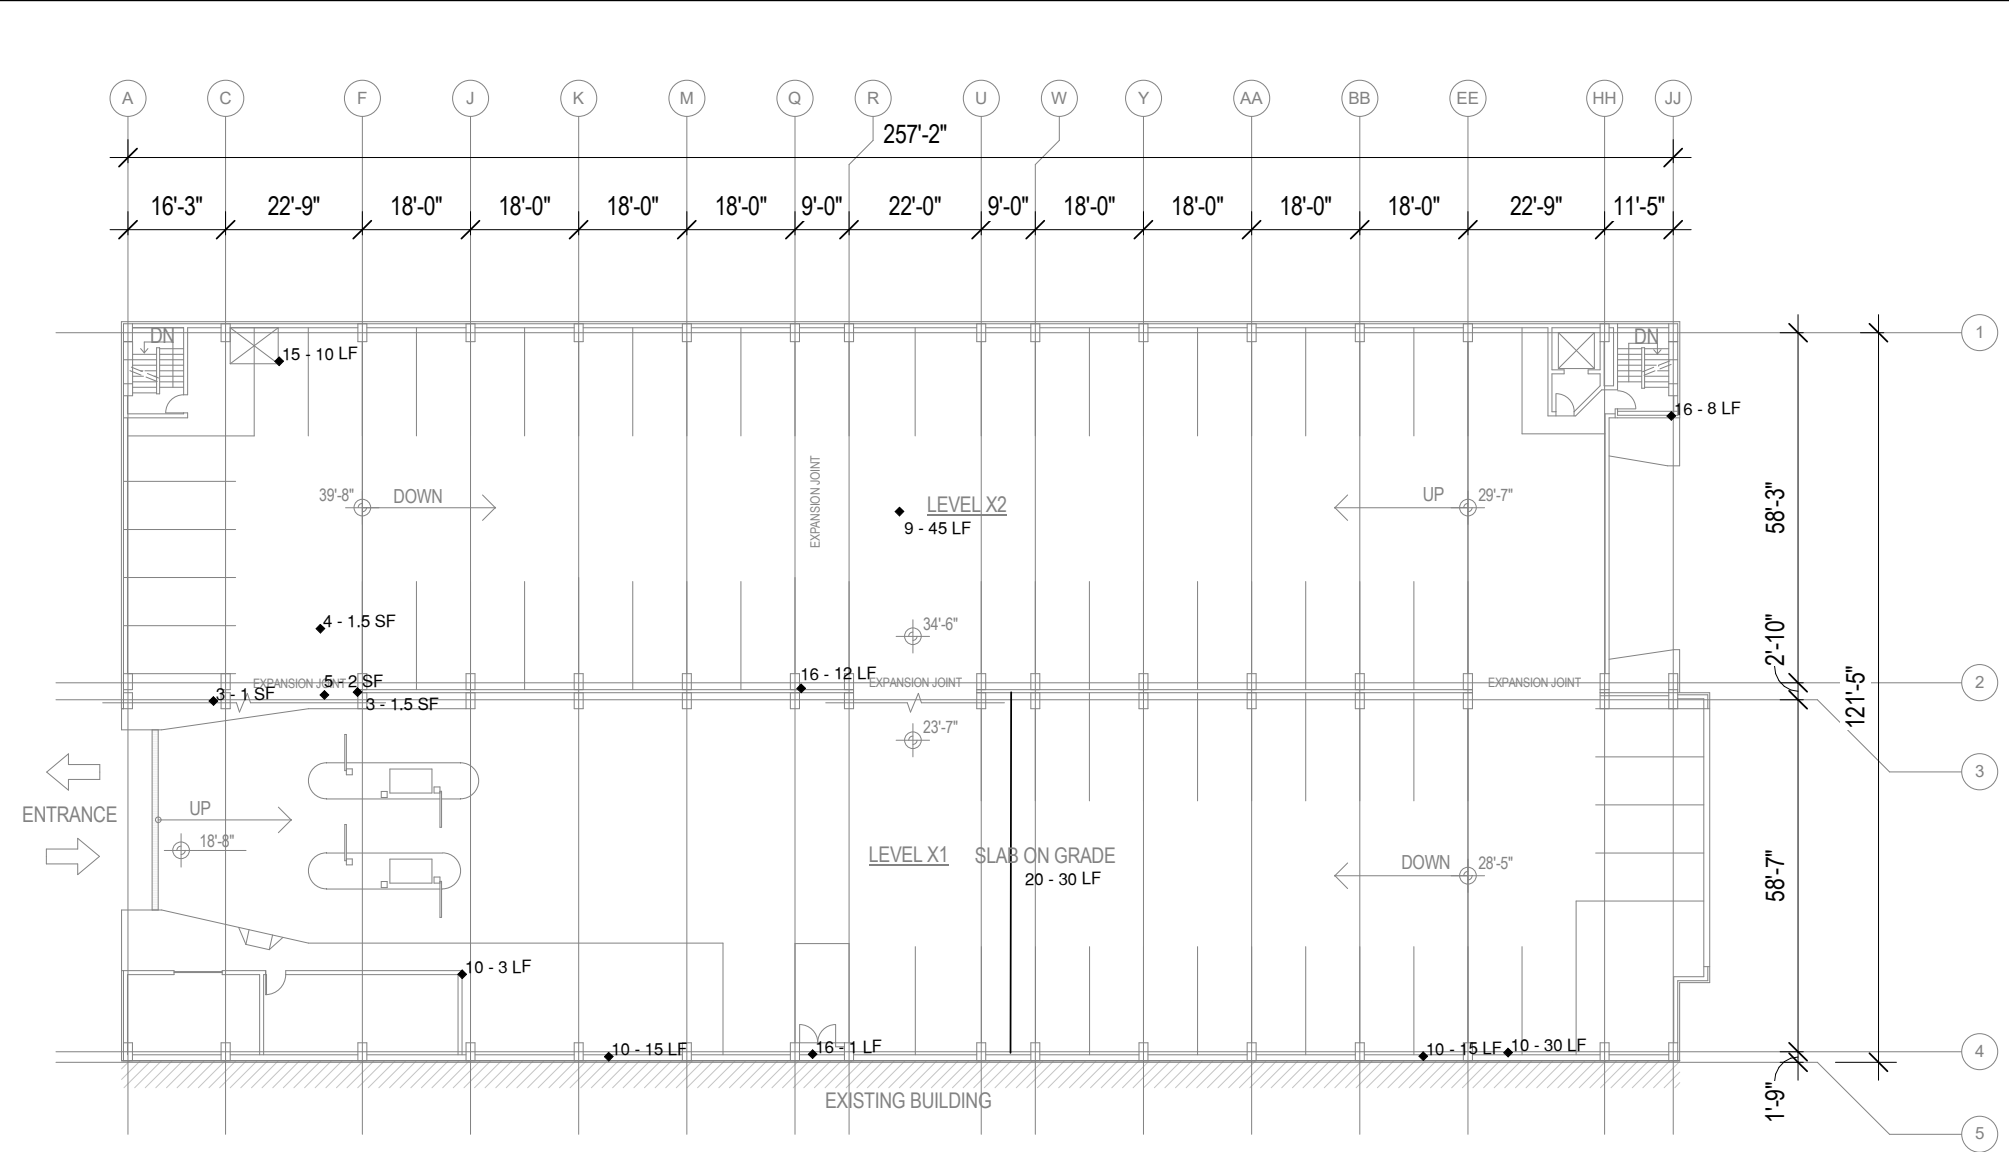 A
C
F
J
K
M
Q
R
U
W
Y
AA
BB
EE
HH
JJ
257'-2"
16'-3"
22'-9"
18'-0"
18'-0"
18'-0"
18'-0"
9'-0"
22'-0"
9'-0"
18'-0"
18'-0"
18'-0"
18'-0"
22'-9"
11'-5"
1
DN
DN
15 - 10 LF
16 - 8 LF
39'-8"
DOWN
EXPANSION JOINT
LEVEL X2
9 - 45 LF
UP
29'-7"
58'-3"
4 - 1.5 SF
34'-6"
2'-10"
EXPANSION JOINT
5 - 2 SF
3 - 1 SF
3 - 1.5 SF
16 - 12 LF
EXPANSION JOINT
EXPANSION JOINT
2
121'-5"
23'-7"
3
ENTRANCE
UP
18'-8"
LEVEL X1
SLAB ON GRADE
20 - 30 LF
DOWN
28'-5"
58'-7"
10 - 3 LF
10 - 15 LF
16 - 1 LF
10 - 15 LF
10 - 30 LF
4
EXISTING BUILDING
1'-9"
5